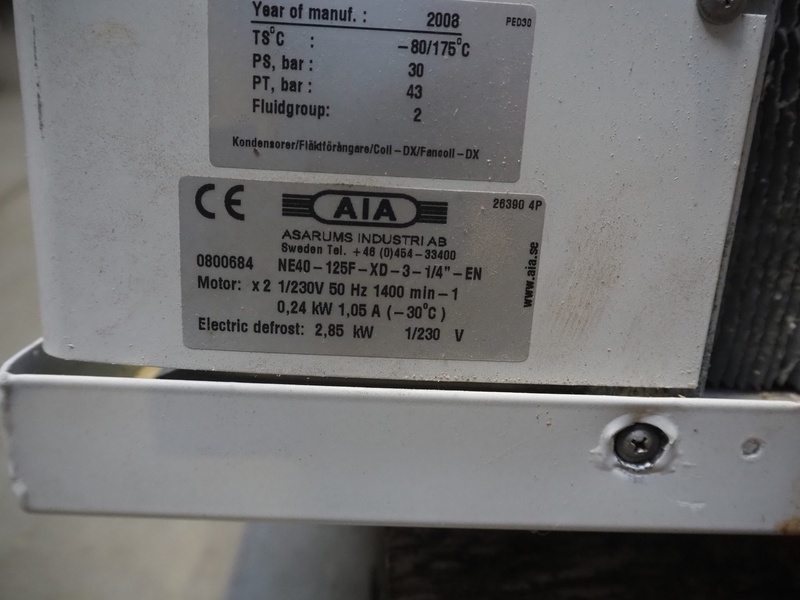 Year of manuf. : 2008 PED30
TS°C : -80/175°C
PS, bar : 30
PT, bar : 43
Fluidgroup: 2
Kondensorer/Fläktförångare/Coil-DX/Fancoil-DX
CE AIA 26390 4P
ASARUMS INDUSTRI AB
Sweden Tel. +46 (0)454-33400
0800684 NE40-125F-XD-3-1/4"-EN
Motor: x 2 1/230V 50 Hz 1400 min-1
0,24 kW 1,05 A (-30°C)
Electric defrost: 2,85 kW 1/230 V
www.aia.se